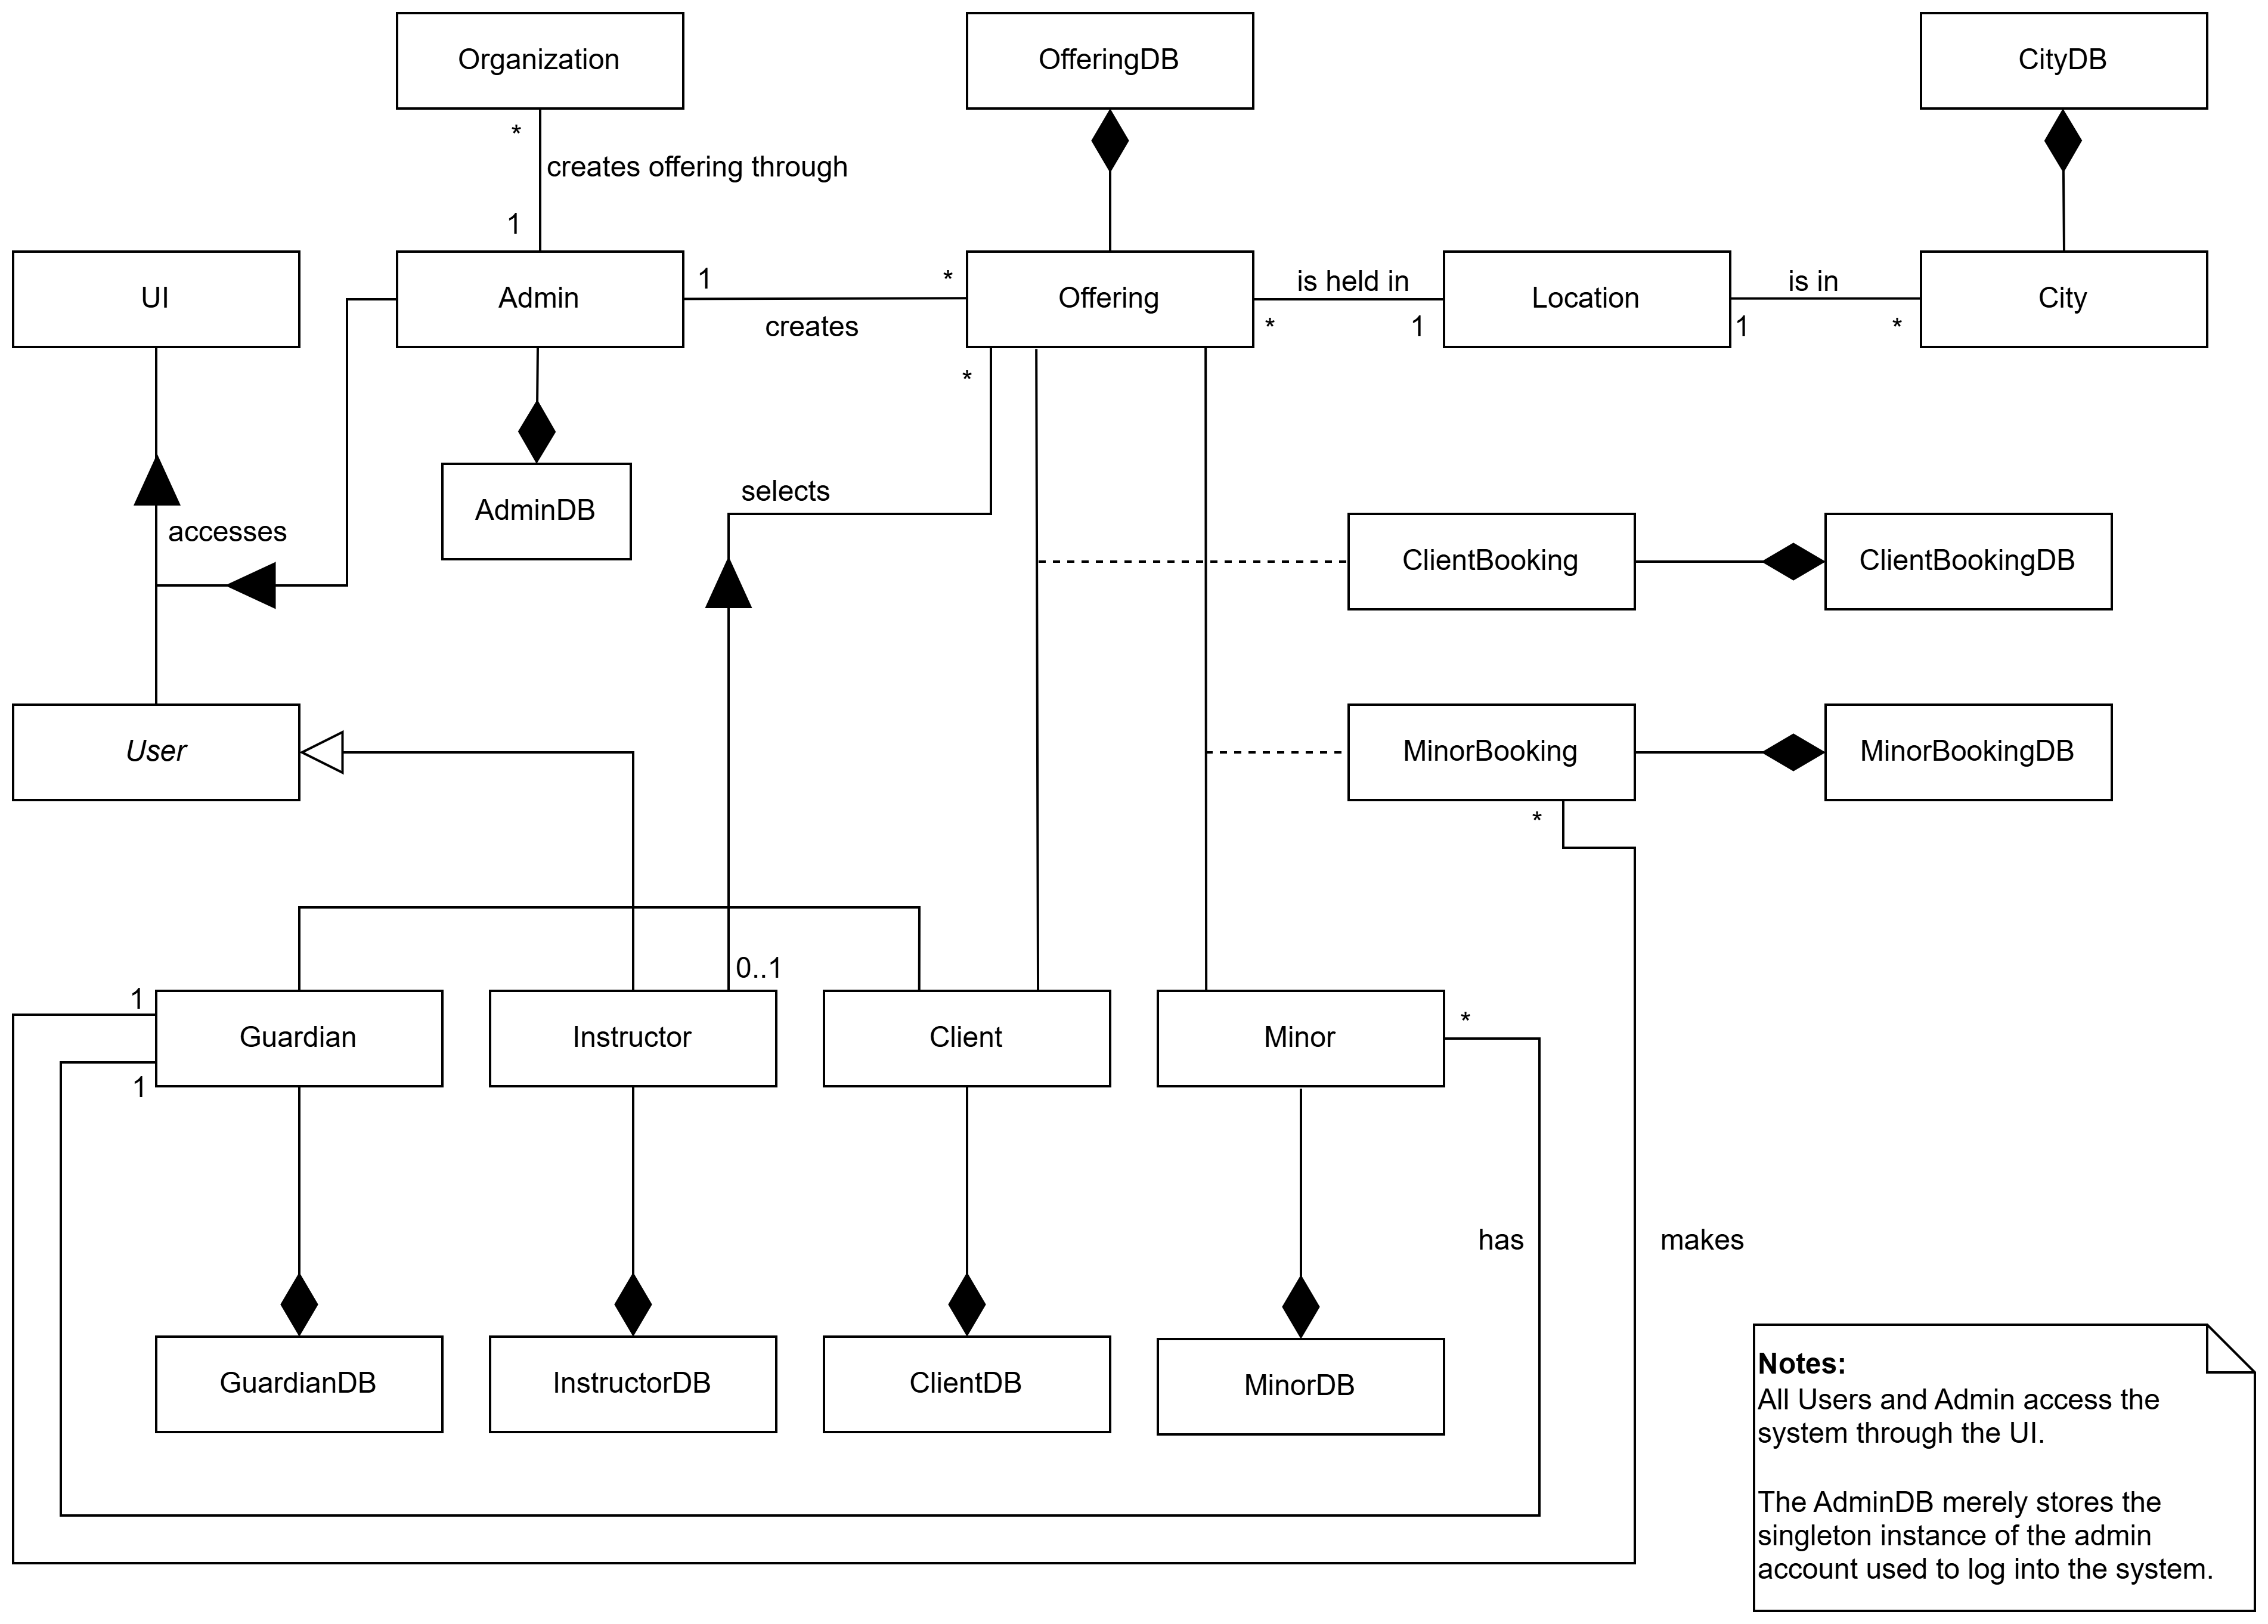 Organization
OfferingDB
CityDB
*
creates offering through
1
UI
Admin
1
*
creates
Offering
is held in
*
1
Location
is in
1
*
City
*
AdminDB
selects
accesses
ClientBooking
ClientBookingDB
User
MinorBooking
MinorBookingDB
*
0..1
1
Guardian
1
Instructor
Client
Minor
*
has
makes
GuardianDB
InstructorDB
ClientDB
MinorDB
Notes:
All Users and Admin access the
system through the UI.
The AdminDB merely stores the
singleton instance of the admin
account used to log into the system.